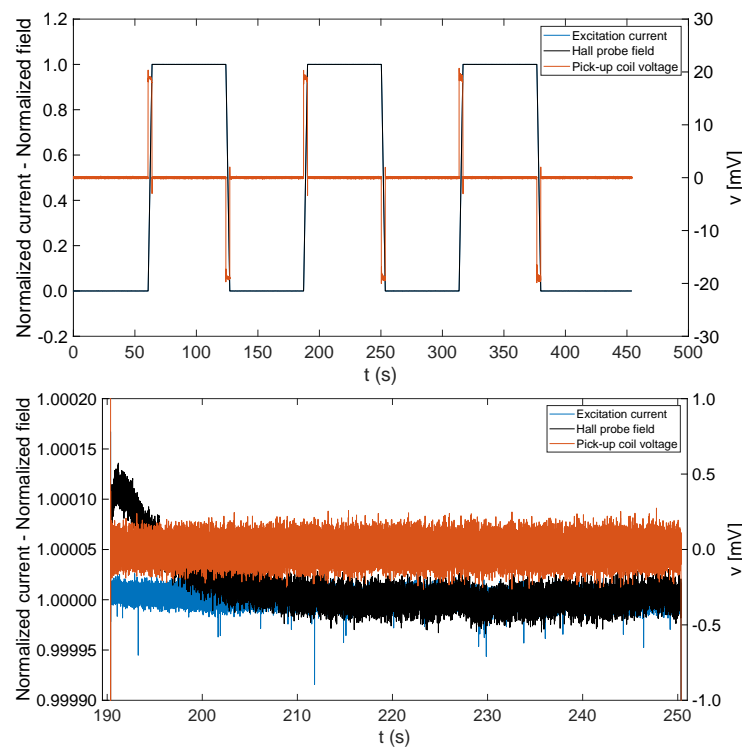 1.2
1.0
0.8
0.6
0.4
0.2
0.0
-0.2
Normalized current - Normalized field
30
20
10
0
-10
-20
-30
v [mV]
Excitation current
Hall probe field
Pick-up coil voltage
0 50 100 150 200 250 300 350 400 450 500
t (s)
1.00020
1.00015
1.00010
1.00005
1.00000
0.99995
0.99990
Normalized current - Normalized field
1.0
0.5
0.0
-0.5
-1.0
v [mV]
Excitation current
Hall probe field
Pick-up coil voltage
190 200 210 220 230 240 250
t (s)